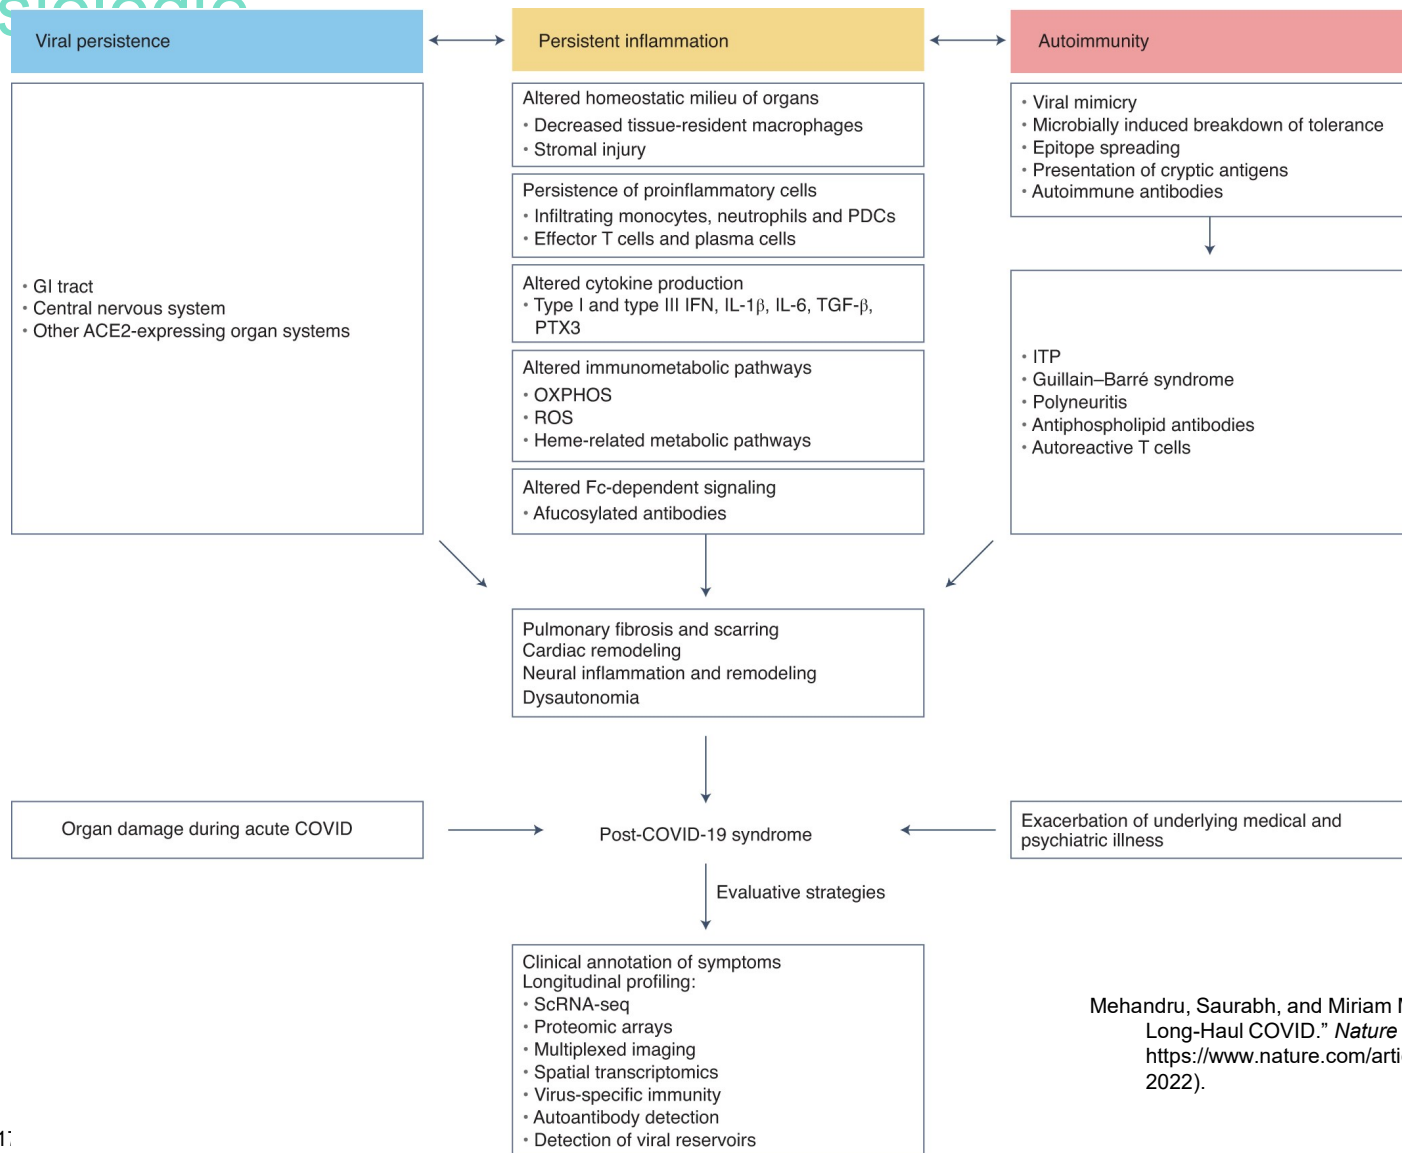 Viral persistence
Persistent inflammation
Autoimmunity
• GI tract
• Central nervous system
• Other ACE2-expressing organ systems
Altered homeostatic milieu of organs
• Decreased tissue-resident macrophages
• Stromal injury
Persistence of proinflammatory cells
• Infiltrating monocytes, neutrophils and PDCs
• Effector T cells and plasma cells
Altered cytokine production
• Type I and type III IFN, IL-1β, IL-6, TGF-β,
PTX3
Altered immunometabolic pathways
• OXPHOS
• ROS
• Heme-related metabolic pathways
Altered Fc-dependent signaling
• Afucosylated antibodies
• Viral mimicry
• Microbially induced breakdown of tolerance
• Epitope spreading
• Presentation of cryptic antigens
• Autoimmune antibodies
• ITP
• Guillain–Barré syndrome
• Polyneuritis
• Antiphospholipid antibodies
• Autoreactive T cells
Pulmonary fibrosis and scarring
Cardiac remodeling
Neural inflammation and remodeling
Dysautonomia
Organ damage during acute COVID
Post-COVID-19 syndrome
Exacerbation of underlying medical and
psychiatric illness
Evaluative strategies
Clinical annotation of symptoms
Longitudinal profiling:
• ScRNA-seq
• Proteomic arrays
• Multiplexed imaging
• Spatial transcriptomics
• Virus-specific immunity
• Autoantibody detection
• Detection of viral reservoirs
Mehandru, Saurabh, and Miriam
Long-Haul COVID.” Nature
https://www.nature.com/arti
2022).